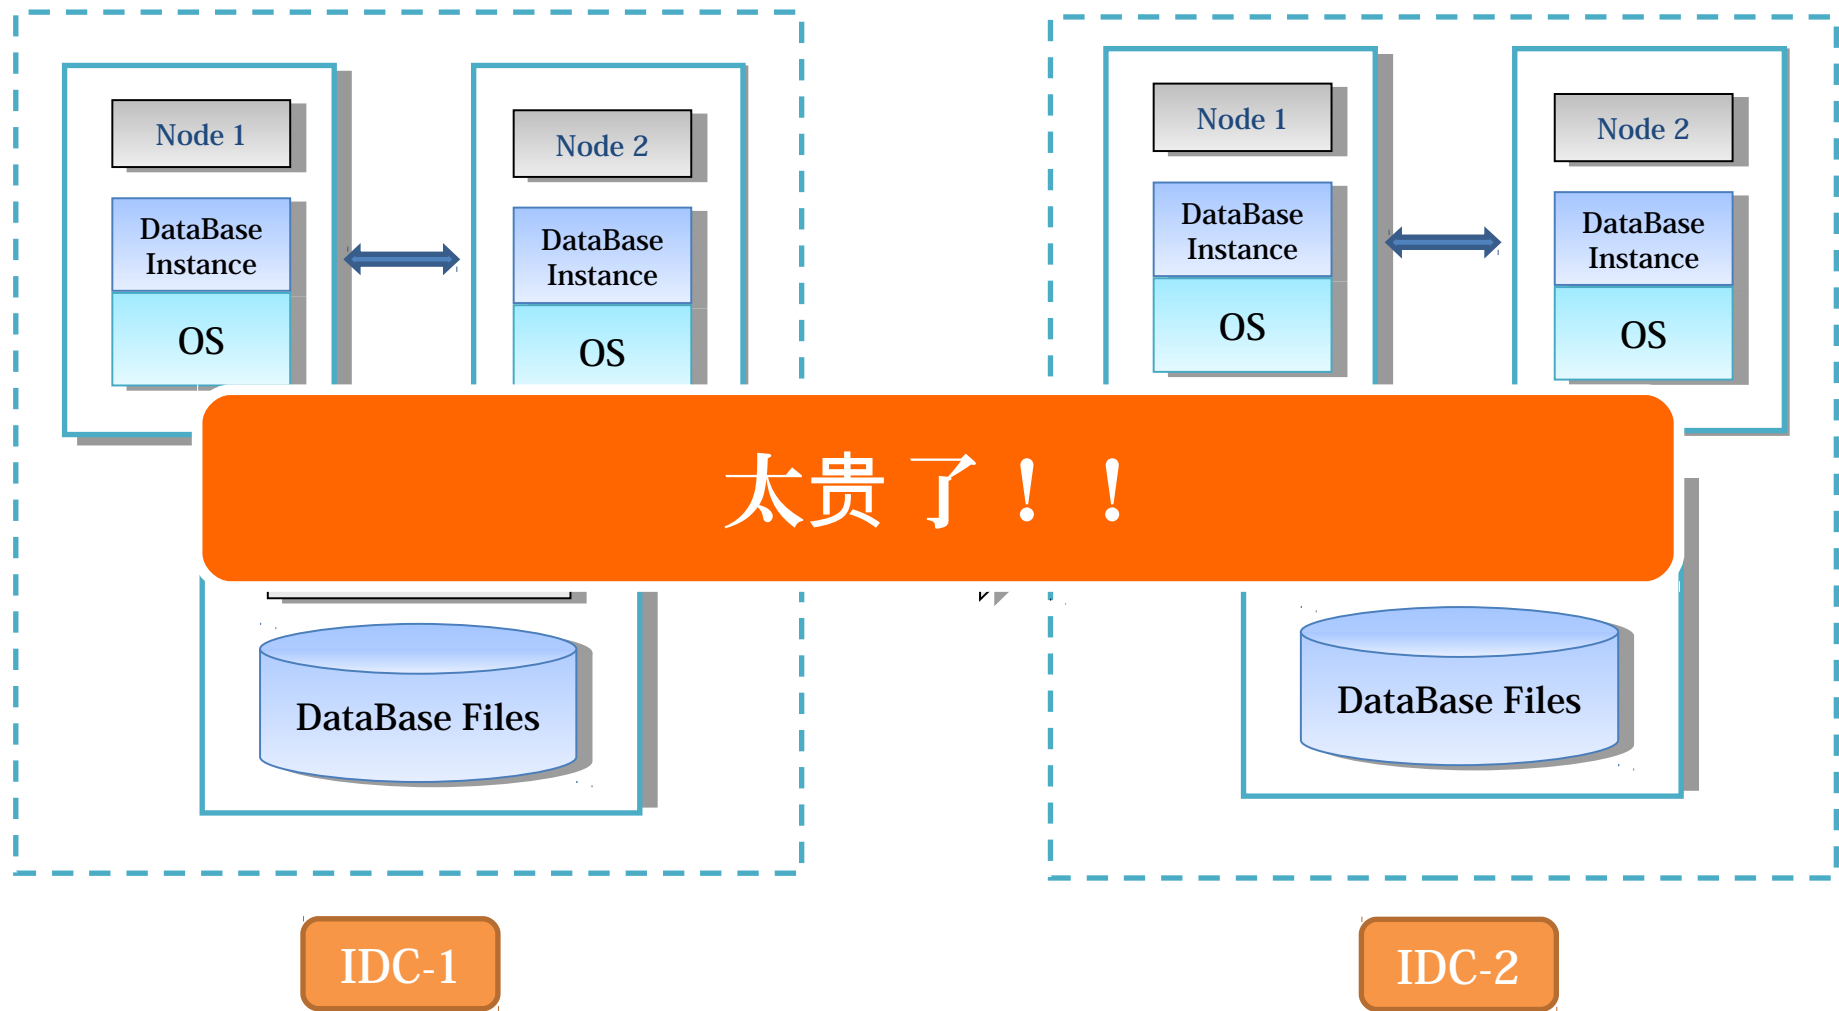 Node 1
DataBase
Instance
OS
Node 2
DataBase
Instance
OS
Node 1
DataBase
Instance
OS
Node 2
DataBase
Instance
OS
太贵了！！
DataBase Files
DataBase Files
IDC-1
IDC-2